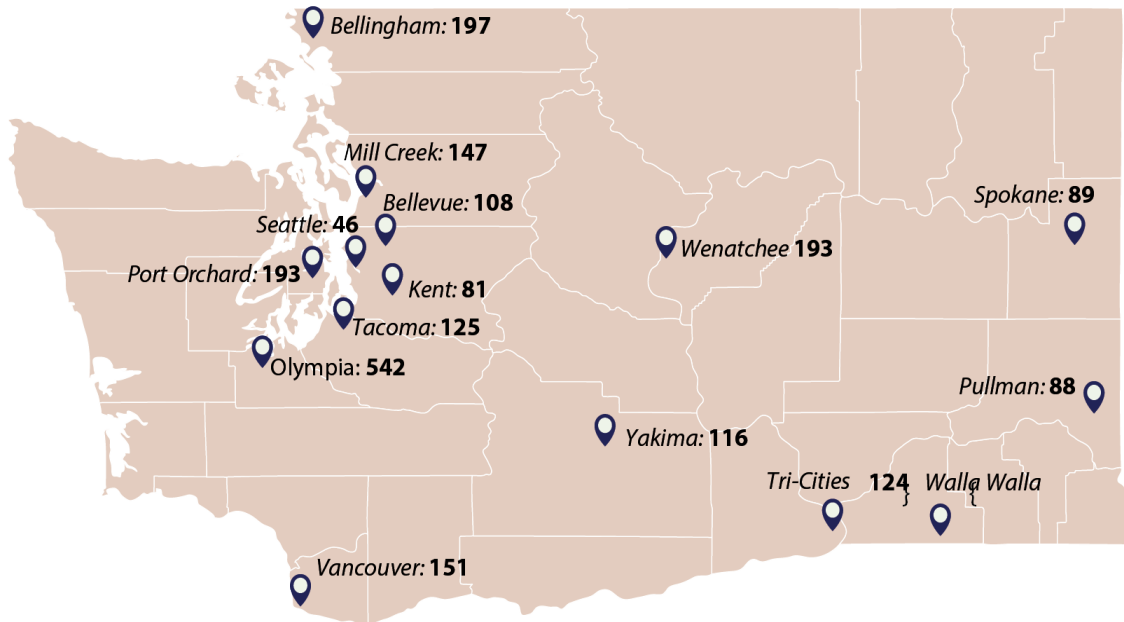 Bellingham: 197
Mill Creek: 147
Bellevue: 108
Spokane: 89
Seattle: 46
Wenatchee 193
Port Orchard: 193
Kent: 81
Tacoma: 125
Olympia: 542
Pullman: 88
Yakima: 116
Tri-Cities 124 } Walla Walla {
Vancouver: 151